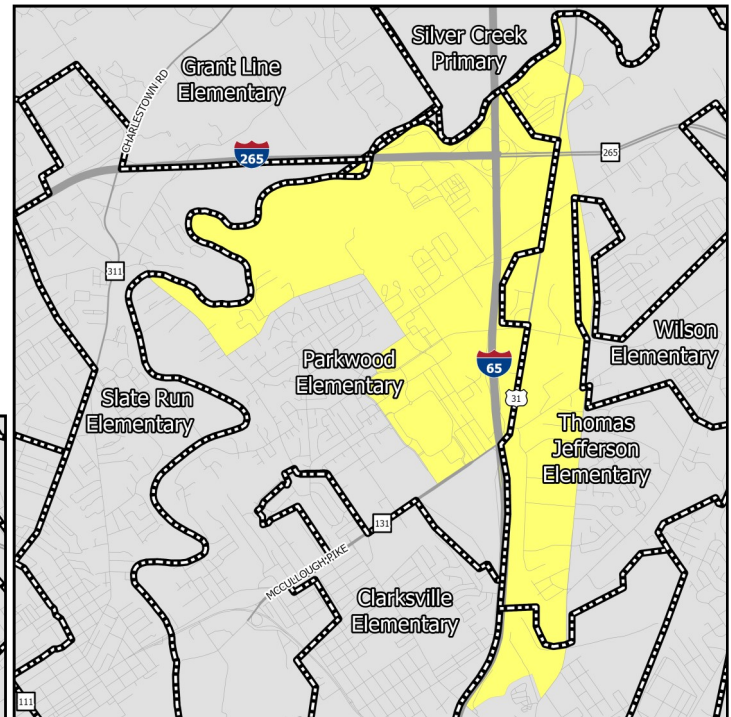 Silver Creek
Primary
Grant Line
Elementary
CHARLESTOWN RD
265
265
311
Wilson
Elementary
Parkwood
Elementary
65
31
Slate Run
Elementary
Thomas
Jefferson
Elementary
131
MCCULLOUGH PIKE
Clarksville
Elementary
111